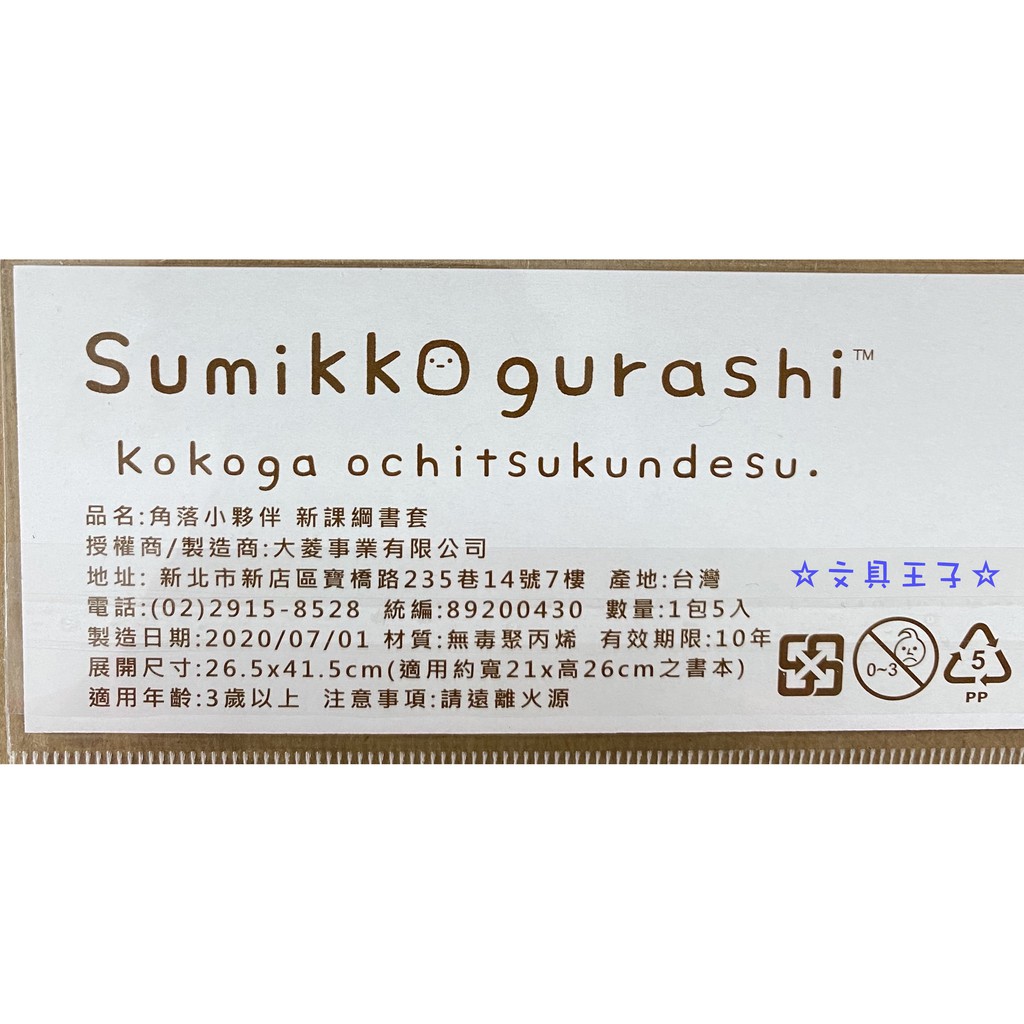 Sumikko gurashi™
kokoga ochitsukundesu.
品名:角落小夥伴 新課綱書套
授權商/製造商:大菱事業有限公司
地址: 新北市新店區寶橋路235巷14號7樓 產地:台灣
電話:(02)2915-8528 統編:89200430 數量:1包5入
製造日期:2020/07/01 材質:無毒聚丙烯 有效期限:10年
展開尺寸:26.5x41.5cm(適用約寬21x高26cm之書本)
適用年齡:3歲以上 注意事項:請遠離火源
☆文具王子☆
0~3
5
PP